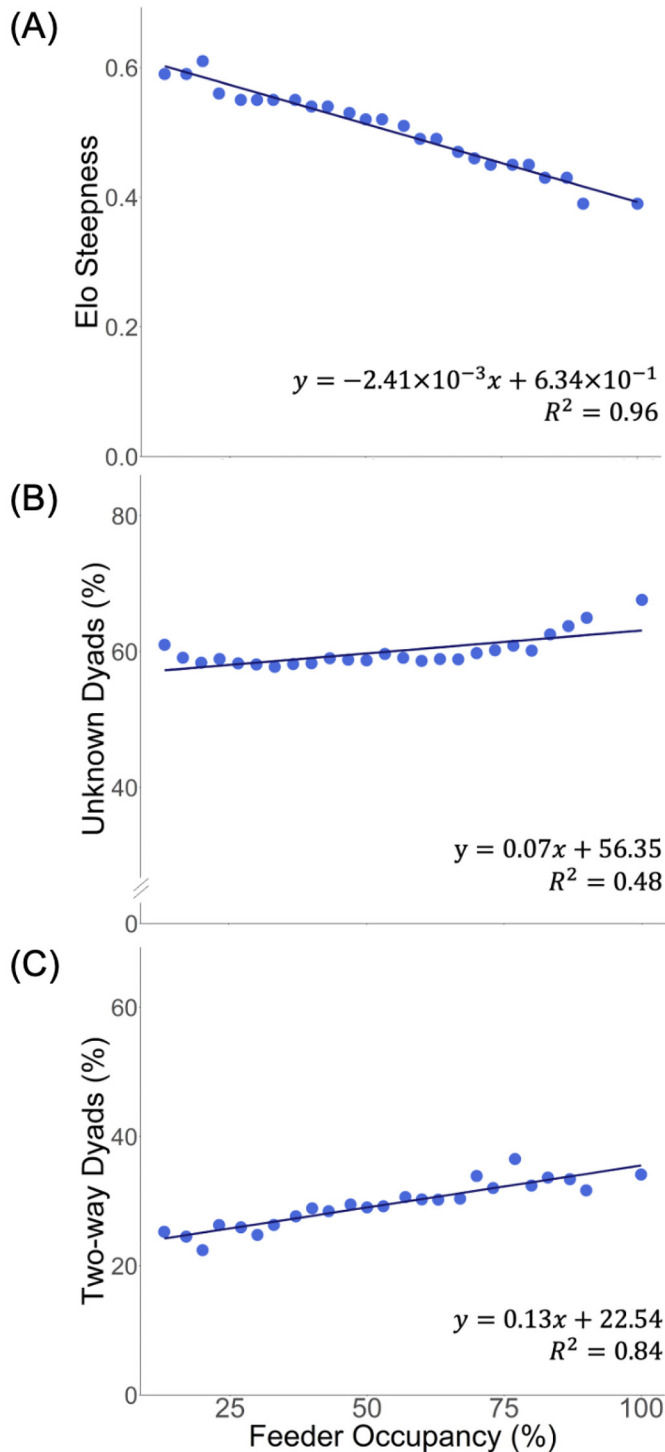 (A)
Elo Steepness
0.6
0.4
0.2
0.0
y = −2.41×10⁻³x + 6.34×10⁻¹
R² = 0.96
(B)
Unknown Dyads (%)
80
60
40
0
y = 0.07x + 56.35
R² = 0.48
(C)
Two-way Dyads (%)
60
40
20
0
y = 0.13x + 22.54
R² = 0.84
25 50 75 100
Feeder Occupancy (%)